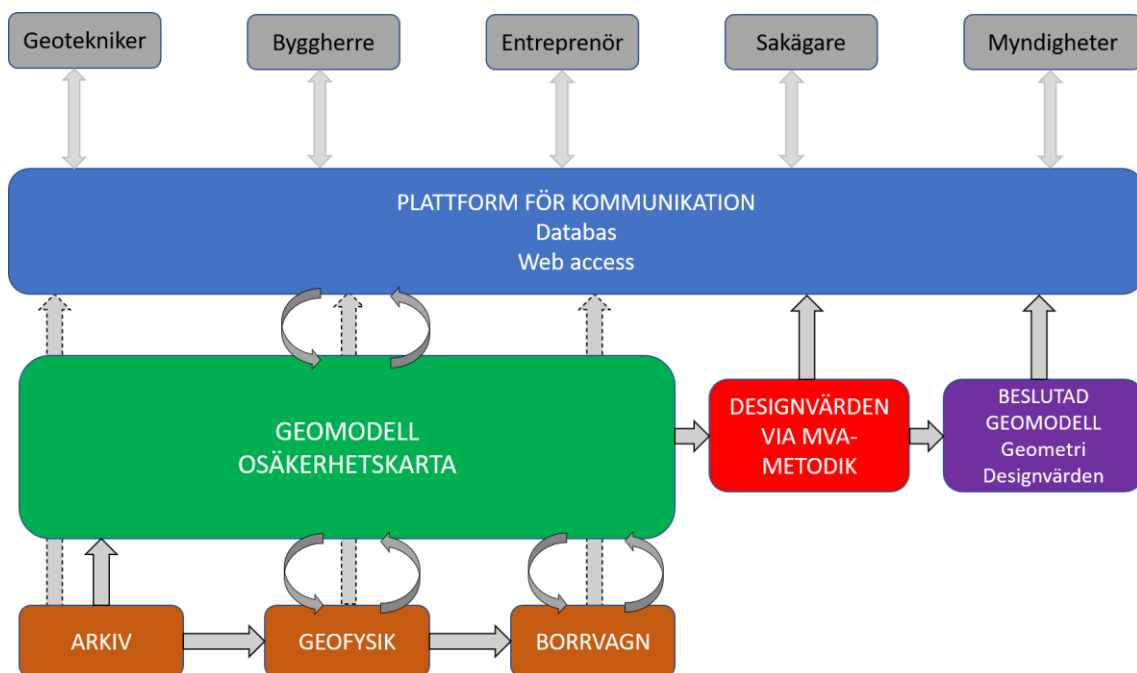 Geotekniker
Byggherre
Entreprenör
Sakägare
Myndigheter
PLATTFORM FÖR KOMMUNIKATION
Databas
Web access
GEOMODELL
OSÄKERHETSKARTA
DESIGNVÄRDEN
VIA MVA-
METODIK
BESLUTAD
GEOMODELL
Geometri
Designvärden
ARKIV
GEOFYSIK
BORRVAGN